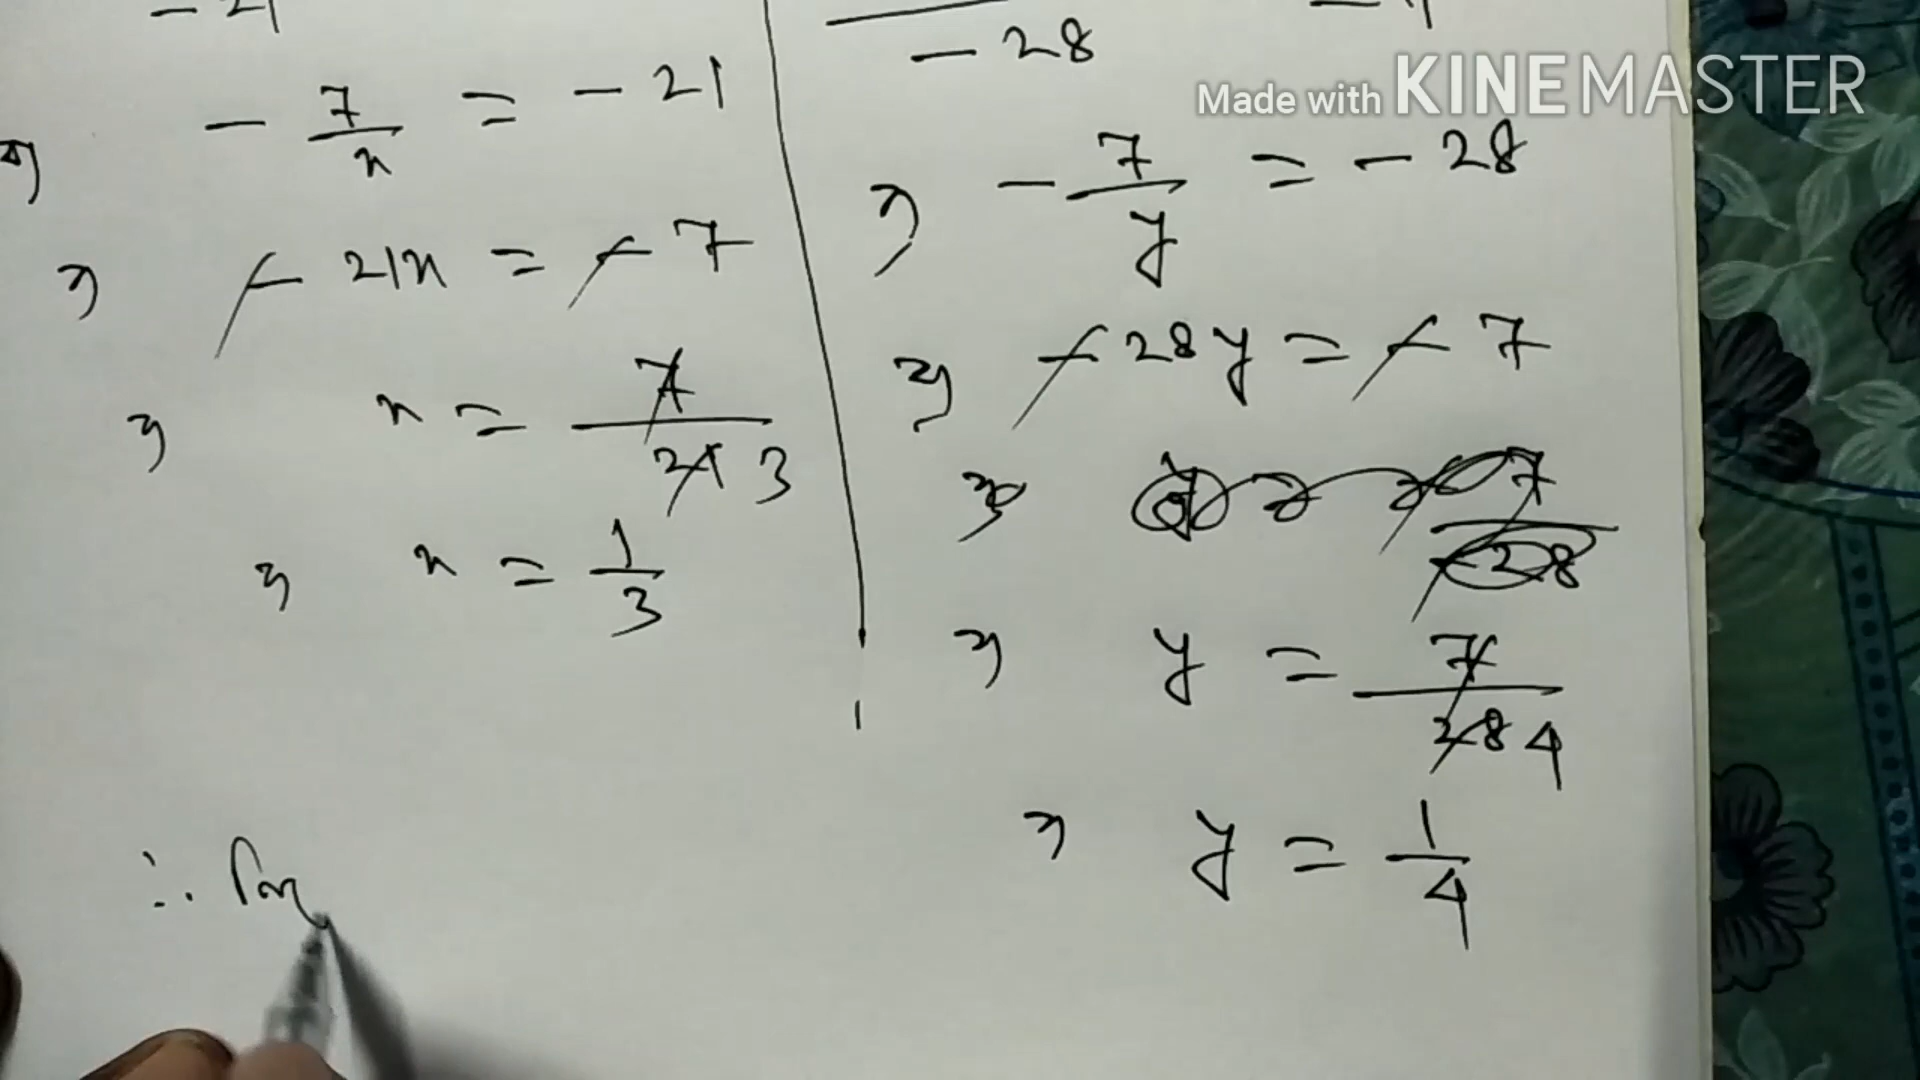 - 21
- 7/x = - 21
⇒ - 21x = - 7
⇒ x = 7/21 3
⇒ x = 1/3
∴
- 28
Made with KINEMASTER
⇒ - 7/y = - 28
⇒ - 28y = - 7
⇒ y = 7/28 4
⇒ y = 1/4